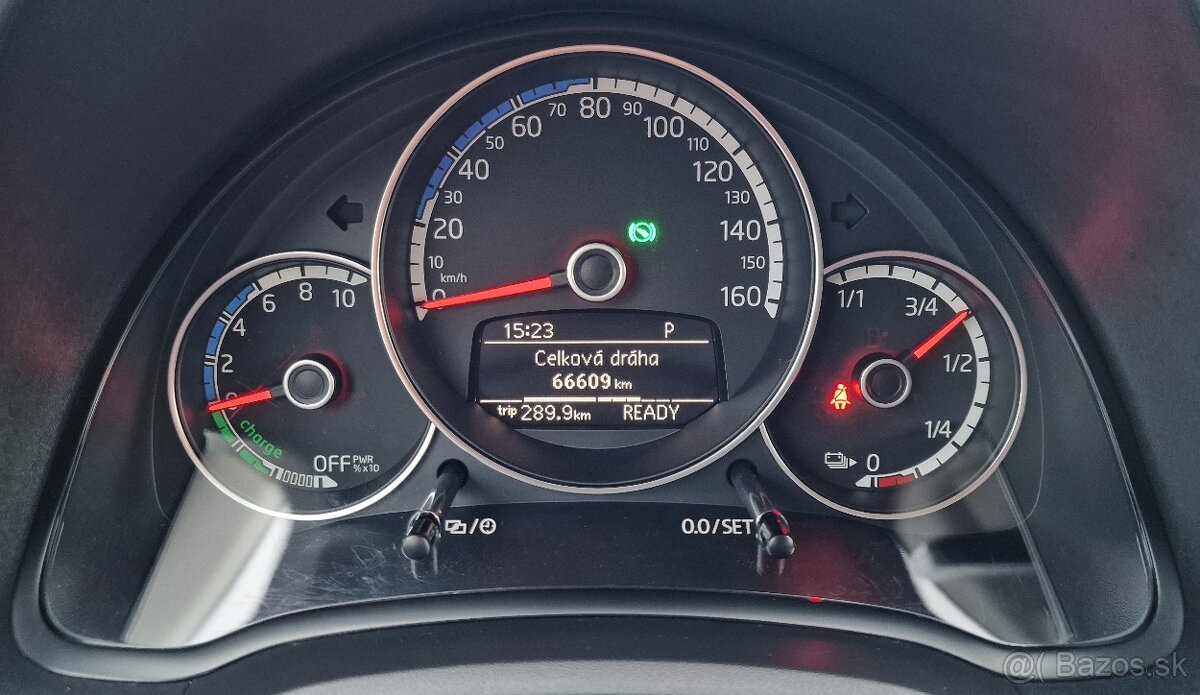 10 20 30 40 50 60 70 80 90 100 110 120 130 140 150 160
km/h
0
0 2 4 6 8 10
charge
OFF PWR
% x10
1/1 3/4 1/2 1/4 0
15:23 P
Celková dráha
66609 km
trip 289.9 km READY
/
0.0/SET
@( Bazos.sk